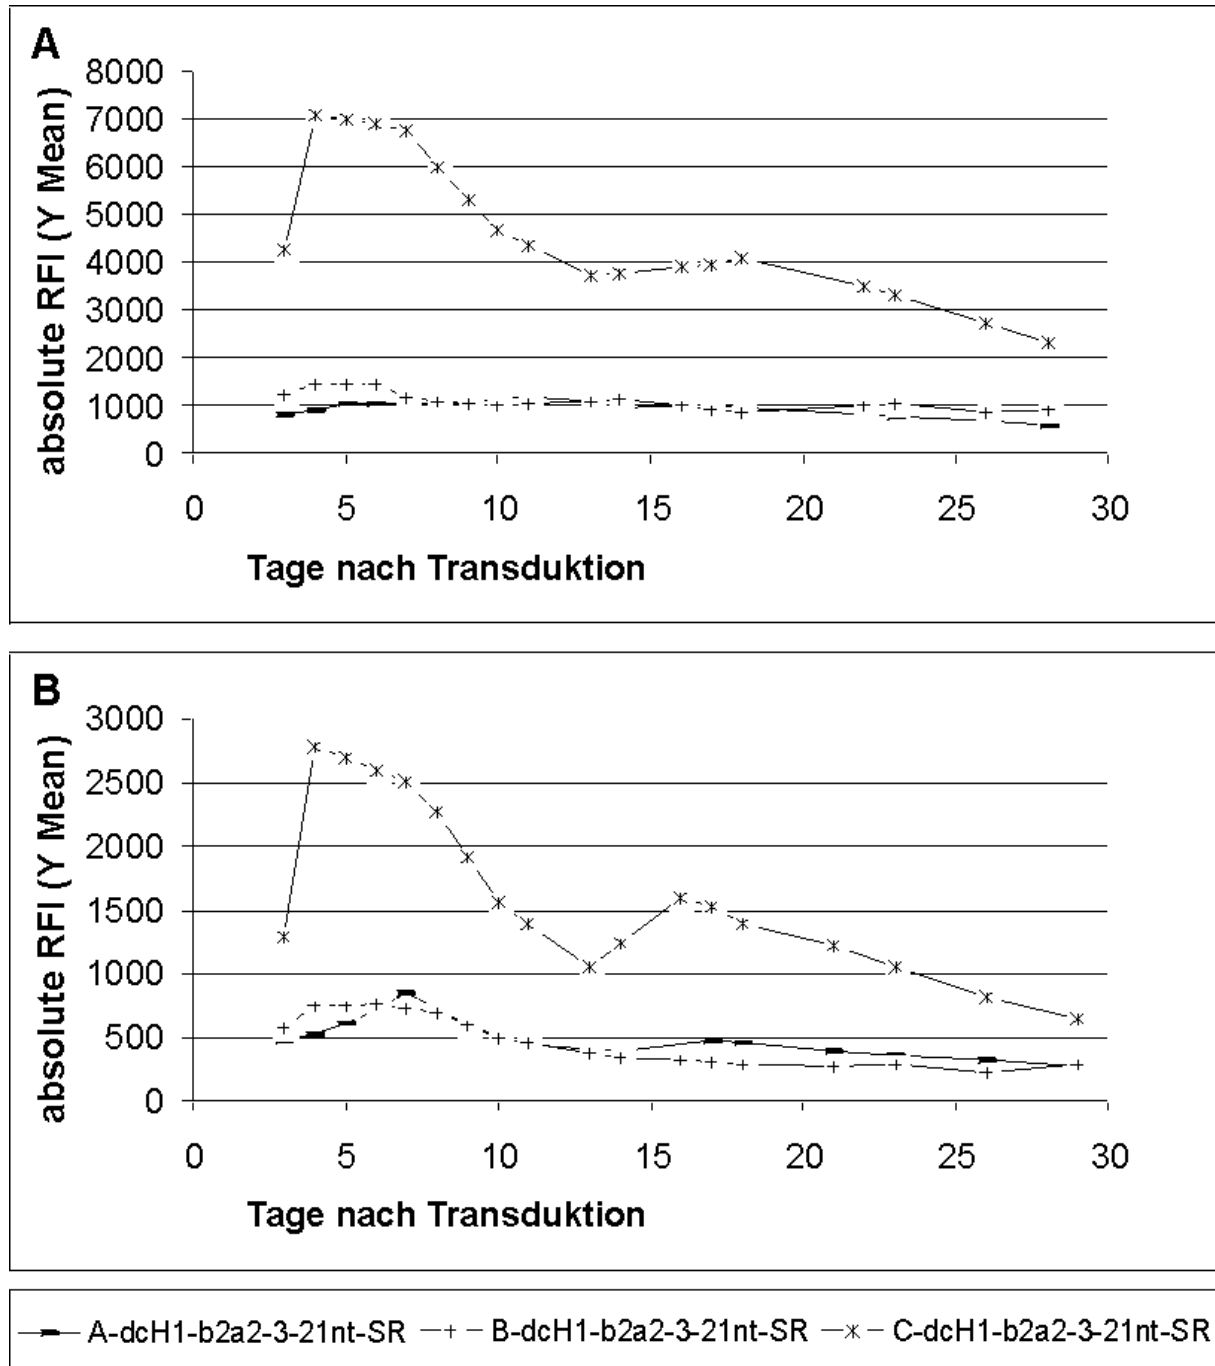 A
absolute RFI (Y Mean)
8000
7000
6000
5000
4000
3000
2000
1000
0
0 5 10 15 20 25 30
Tage nach Transduktion
B
absolute RFI (Y Mean)
3000
2500
2000
1500
1000
500
0
0 5 10 15 20 25 30
Tage nach Transduktion
A-dcH1-b2a2-3-21nt-SR B-dcH1-b2a2-3-21nt-SR C-dcH1-b2a2-3-21nt-SR